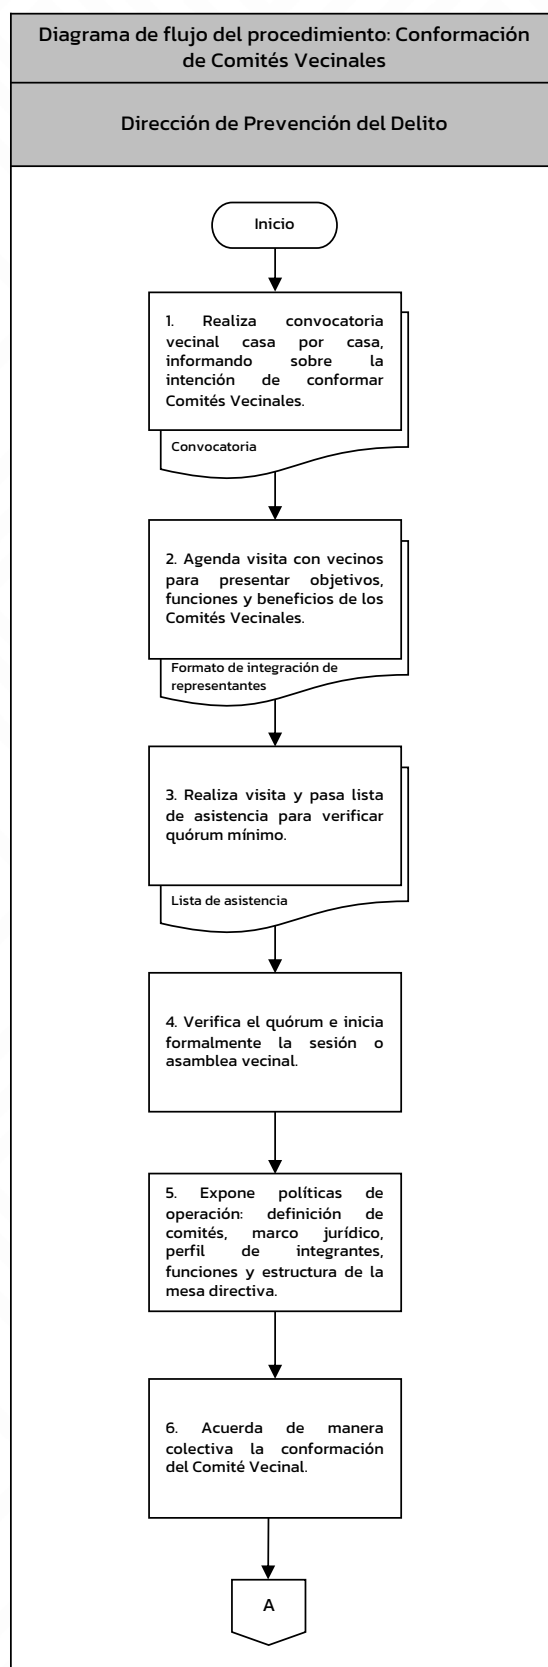 Diagrama de flujo del procedimiento: Conformación
de Comités Vecinales
Dirección de Prevención del Delito
Inicio
1. Realiza convocatoria
vecinal casa por casa,
informando sobre la
intención de conformar
Comités Vecinales.
Convocatoria
2. Agenda visita con vecinos
para presentar objetivos,
funciones y beneficios de los
Comités Vecinales.
Formato de integración de
representantes
3. Realiza visita y pasa lista
de asistencia para verificar
quórum mínimo.
Lista de asistencia
4. Verifica el quórum e inicia
formalmente la sesión o
asamblea vecinal.
5. Expone políticas de
operación: definición de
comités, marco jurídico,
perfil de integrantes,
funciones y estructura de la
mesa directiva.
6. Acuerda de manera
colectiva la conformación
del Comité Vecinal.
A